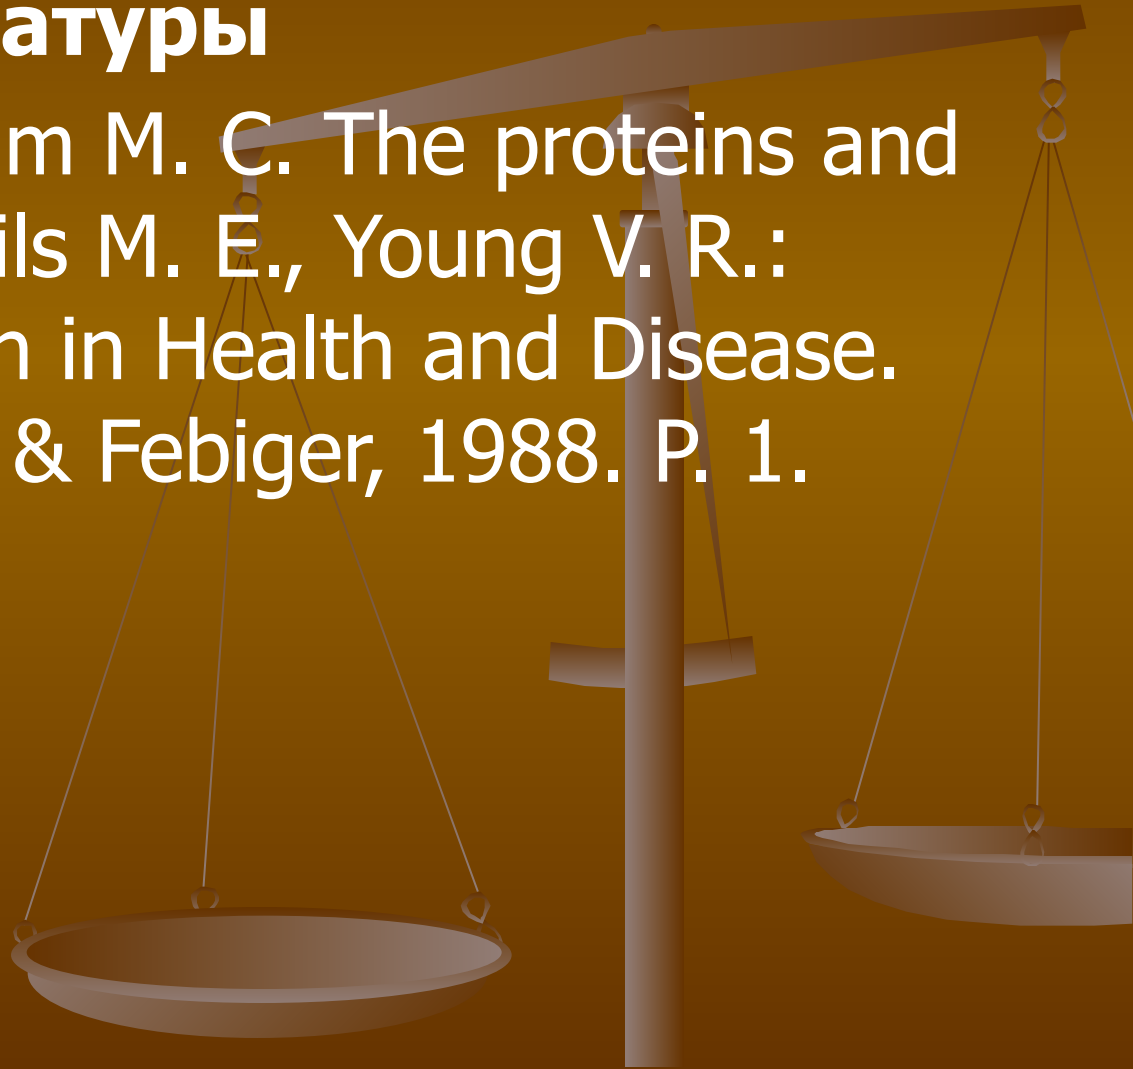 атуры
m M. C. The proteins and
ils M. E., Young V. R.:
n in Health and Disease.
& Febiger, 1988. P. 1.